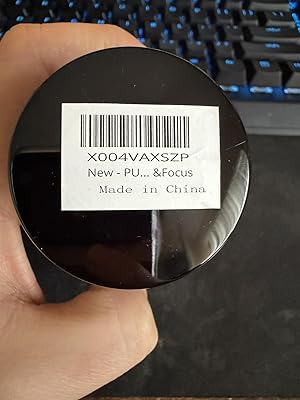 X004VAXSZP
New - PU... &Focus
Made in China